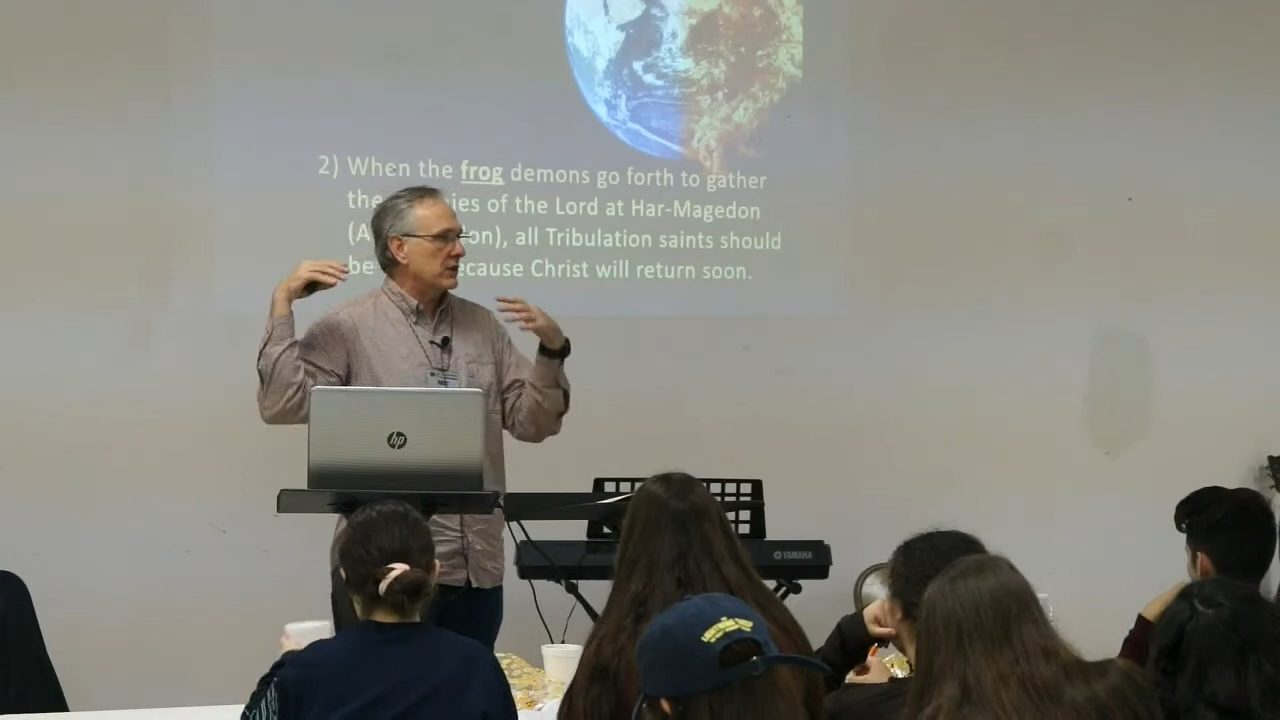 2) When the frog demons go forth to gather
the ies of the Lord at Har-Magedon
(A on), all Tribulation saints should
be ecause Christ will return soon.
hp
YAMAHA